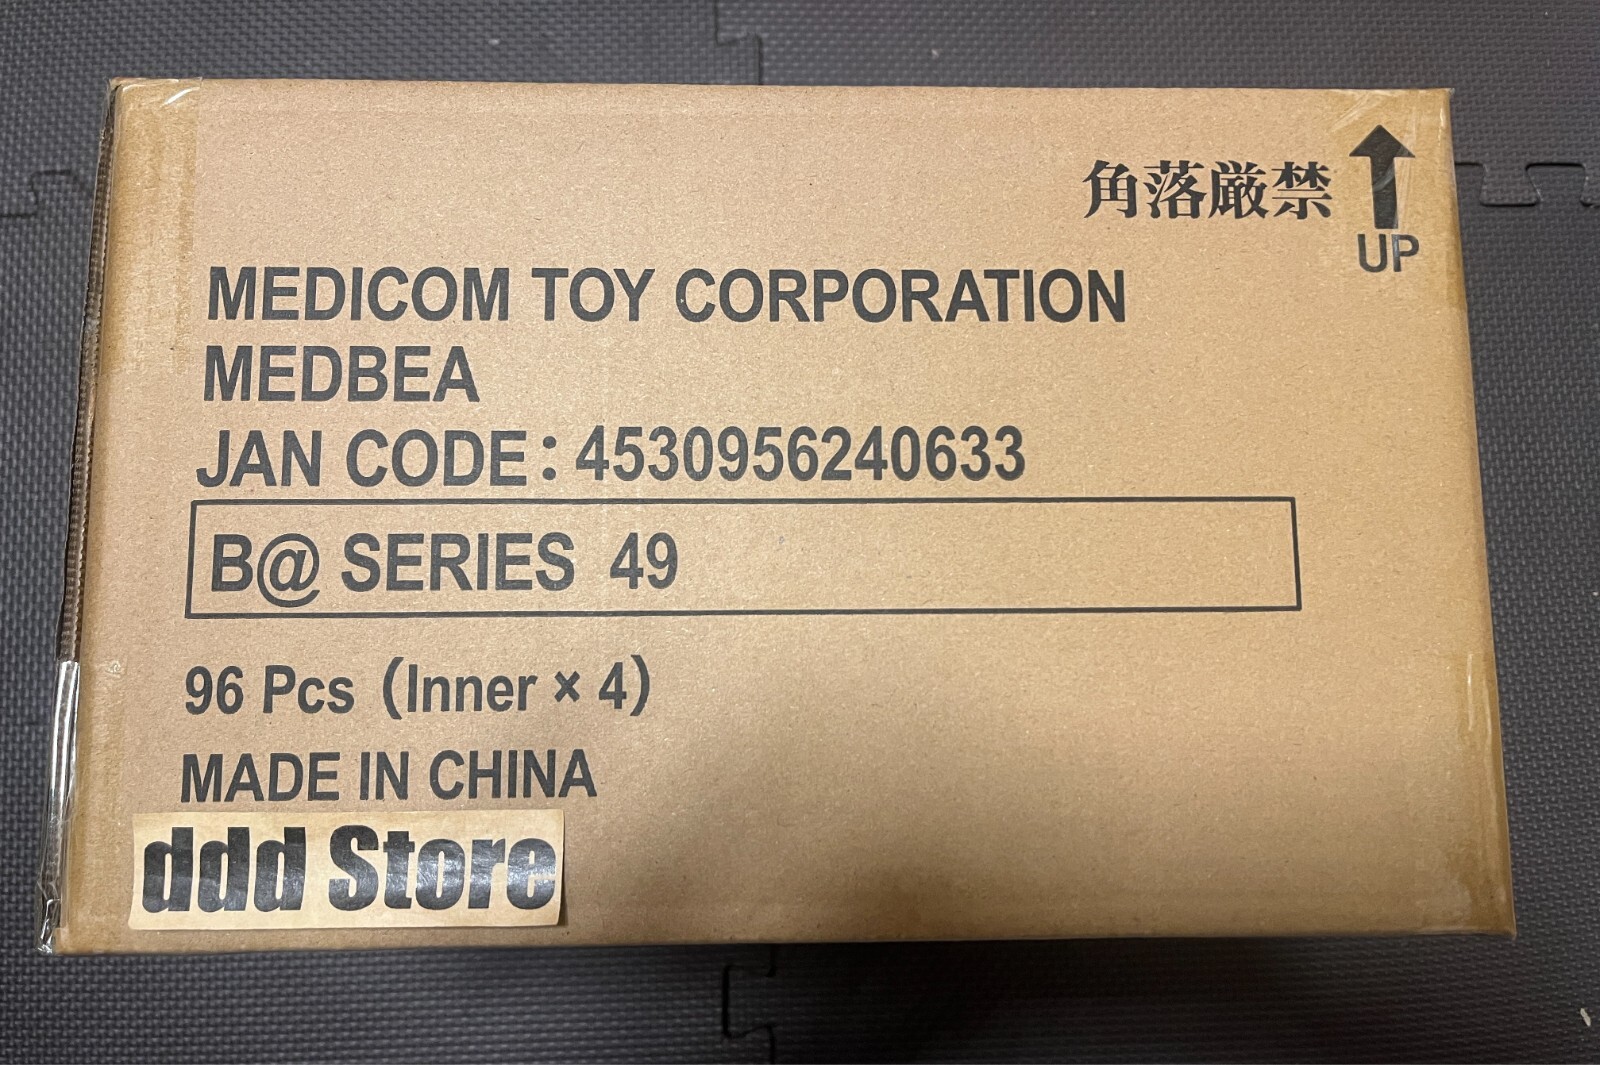 角落厳禁
UP
MEDICOM TOY CORPORATION
MEDBEA
JAN CODE：4530956240633
B@ SERIES 49
96 Pcs（Inner × 4）
MADE IN CHINA
ddd Store